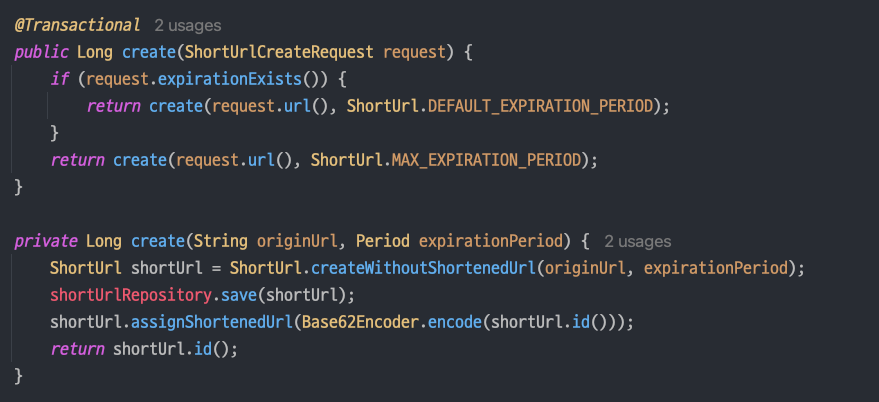 @Transactional 2 usages
public Long create(ShortUrlCreateRequest request) {
    if (request.expirationExists()) {
        return create(request.url(), ShortUrl.DEFAULT_EXPIRATION_PERIOD);
    }
    return create(request.url(), ShortUrl.MAX_EXPIRATION_PERIOD);
}
private Long create(String originUrl, Period expirationPeriod) { 2 usages
    ShortUrl shortUrl = ShortUrl.createWithoutShortenedUrl(originUrl, expirationPeriod);
    shortUrlRepository.save(shortUrl);
    shortUrl.assignShortenedUrl(Base62Encoder.encode(shortUrl.id()));
    return shortUrl.id();
}